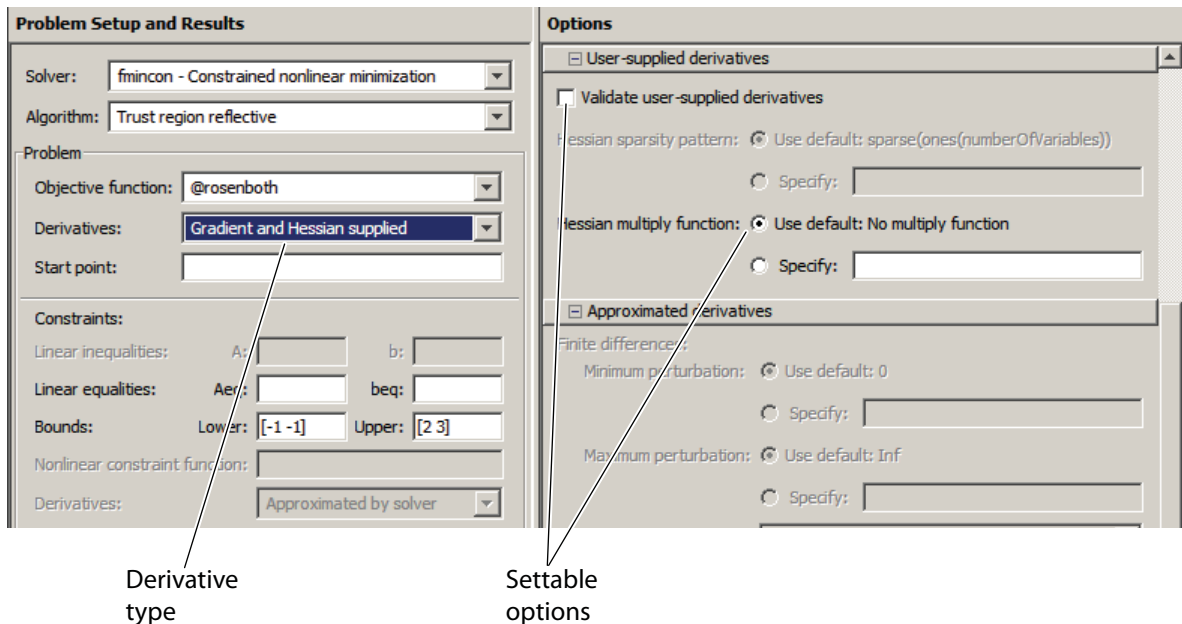 Problem Setup and Results
Solver: fmincon - Constrained nonlinear minimization
Algorithm: Trust region reflective
Problem
Objective function: @rosenboth
Derivatives: Gradient and Hessian supplied
Start point:
Constraints:
Linear inequalities: A: b:
Linear equalities: Aeq: beq:
Bounds: Lower: [-1 -1] Upper: [2 3]
Nonlinear constraint function:
Derivatives: Approximated by solver
Options
User-supplied derivatives
Validate user-supplied derivatives
Hessian sparsity pattern: Use default: sparse(ones(numberOfVariables))
Specify:
Hessian multiply function: Use default: No multiply function
Specify:
Approximated derivatives
Finite differences:
Minimum perturbation: Use default: 0
Specify:
Maximum perturbation: Use default: Inf
Specify:
Derivative
type
Settable
options